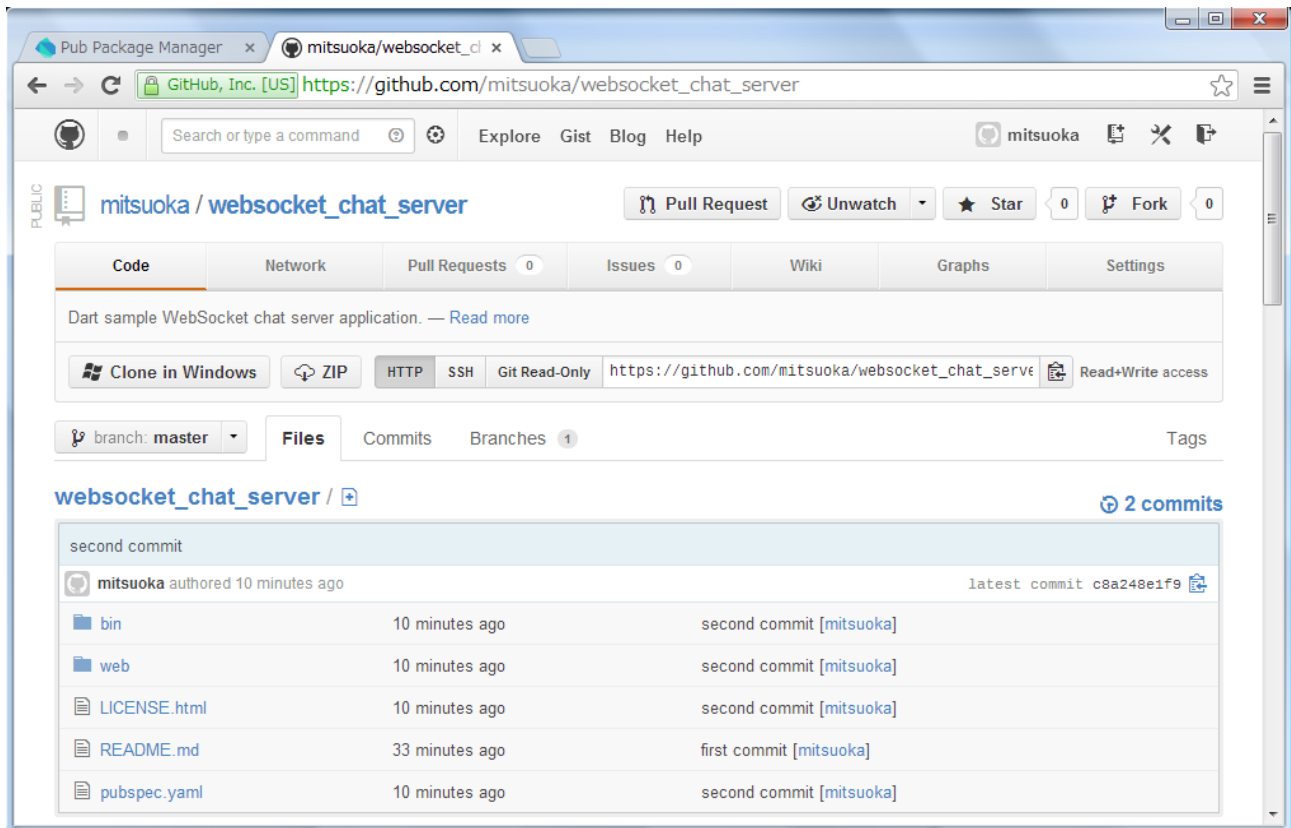 Pub Package Manager x mitsuoka/websocket_ch x
GitHub, Inc. [US] https://github.com/mitsuoka/websocket_chat_server
Search or type a command Explore Gist Blog Help mitsuoka
PUBLIC
mitsuoka / websocket_chat_server Pull Request Unwatch Star 0 Fork 0
Code Network Pull Requests 0 Issues 0 Wiki Graphs Settings
Dart sample WebSocket chat server application. — Read more
Clone in Windows ZIP HTTP SSH Git Read-Only https://github.com/mitsuoka/websocket_chat_serve Read+Write access
branch: master Files Commits Branches 1 Tags
websocket_chat_server / 2 commits
second commit
mitsuoka authored 10 minutes ago latest commit c8a248e1f9
bin 10 minutes ago second commit [mitsuoka]
web 10 minutes ago second commit [mitsuoka]
LICENSE.html 10 minutes ago second commit [mitsuoka]
README.md 33 minutes ago first commit [mitsuoka]
pubspec.yaml 10 minutes ago second commit [mitsuoka]